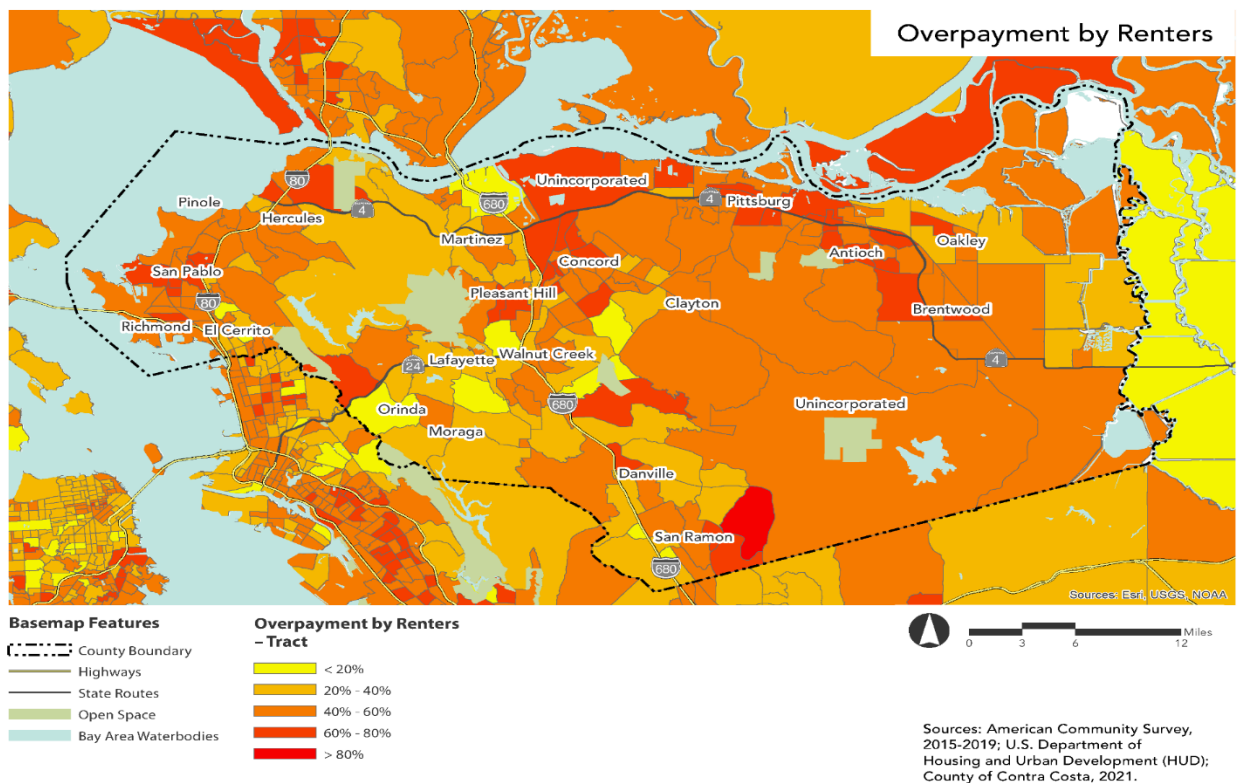 Overpayment by Renters
Pinole
80
Hercules
4
680
Unincorporated
4
Pittsburg
Martinez
San Pablo
Concord
Antioch
Oakley
80
Pleasant Hill
Clayton
Brentwood
Richmond
El Cerrito
24
Lafayette
Walnut Creek
4
Orinda
680
Unincorporated
Moraga
Danville
San Ramon
680
Sources: Esri, USGS, NOAA
Basemap Features
County Boundary
Highways
State Routes
Open Space
Bay Area Waterbodies
Overpayment by Renters
– Tract
< 20%
20% - 40%
40% - 60%
60% - 80%
> 80%
0 3 6 12 Miles
Sources: American Community Survey,
2015-2019; U.S. Department of
Housing and Urban Development (HUD);
County of Contra Costa, 2021.